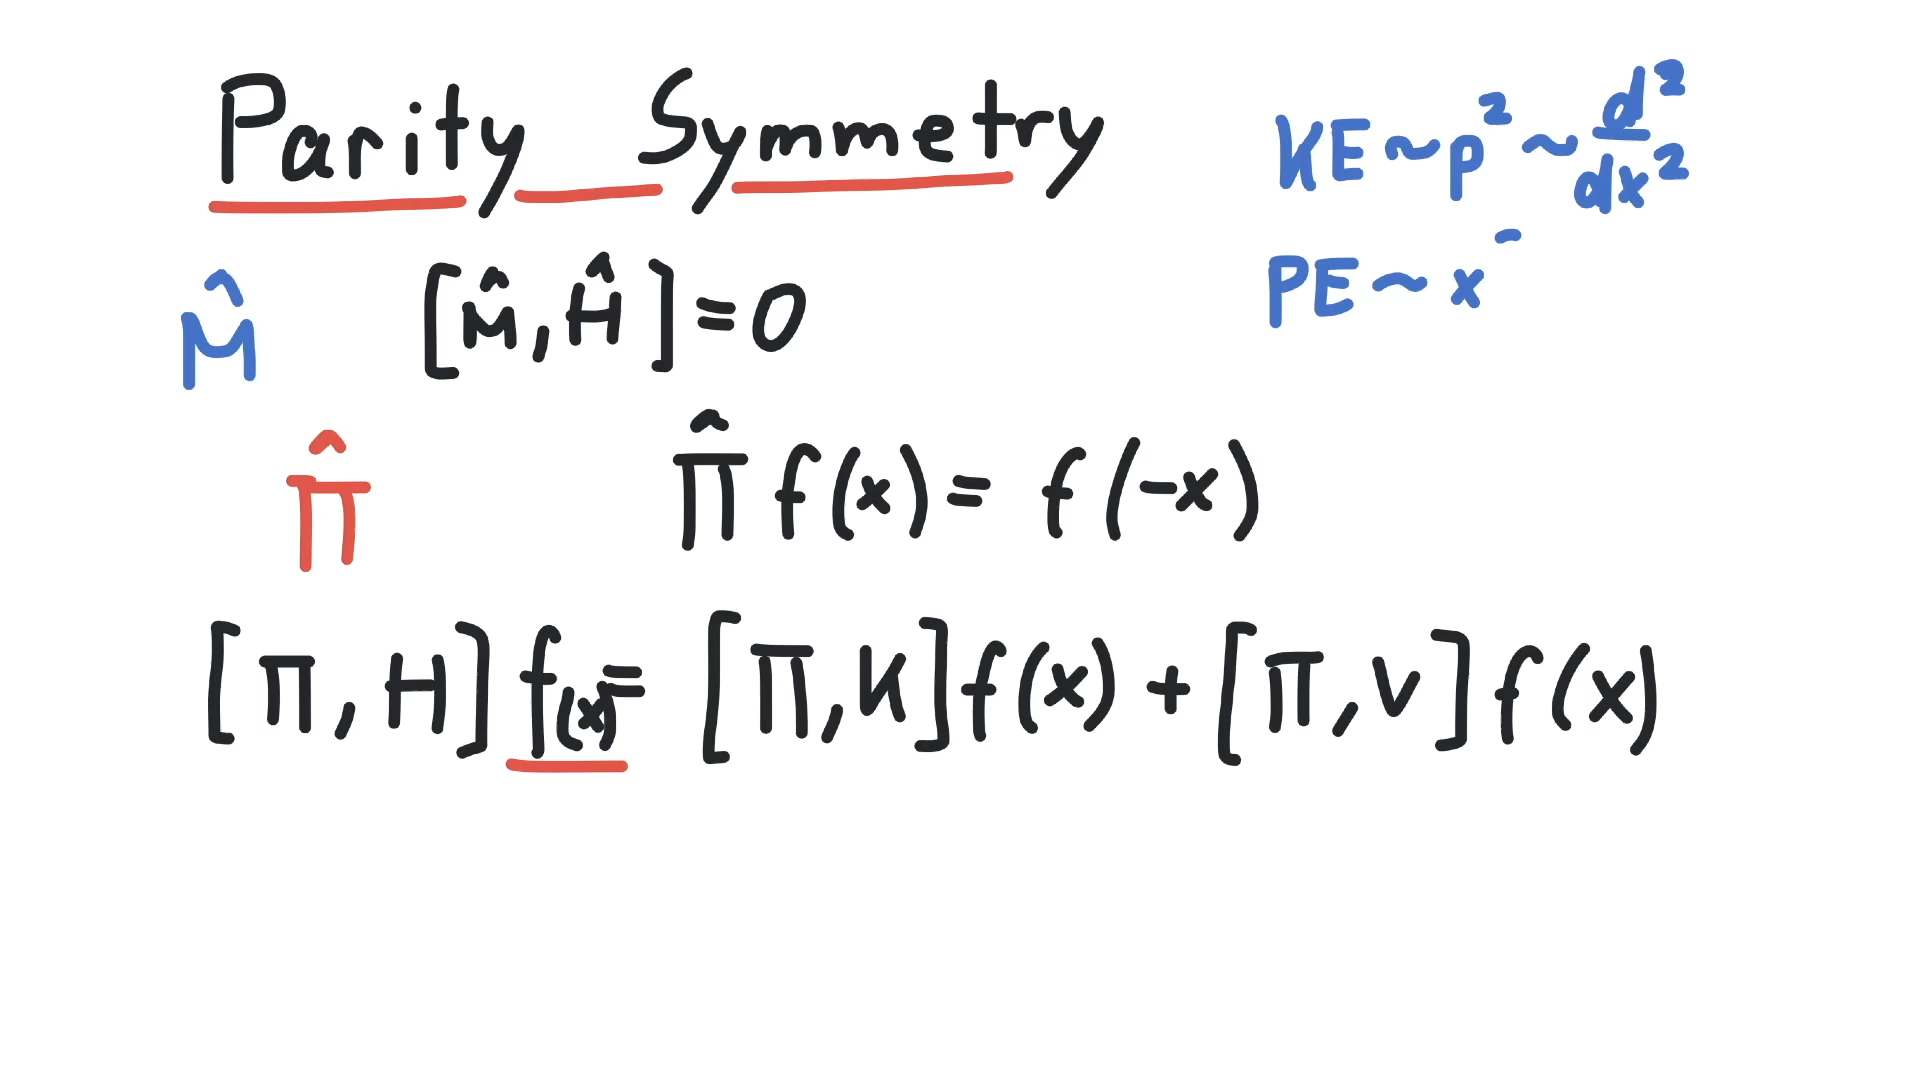 Parity Symmetry
KE ~ p² ~ d²/dx²
PE ~ x⁻
M̂
[M̂, Ĥ] = 0
Π̂
Π̂ f(x) = f(-x)
[Π, H] f(x) = [Π, K] f(x) + [Π, V] f(x)